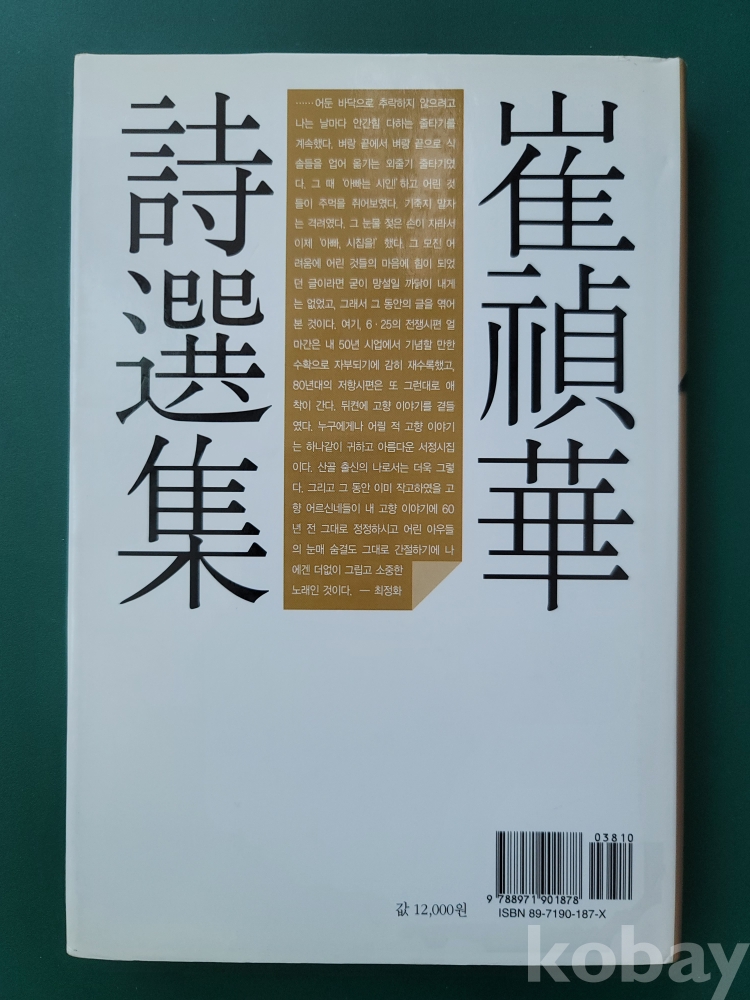 崔禎華
詩選集
……어둔 바닥으로 추락하지 않으려고
나는 날마다 안간힘 다하는 줄타기를
계속했다. 벼랑 끝에서 벼랑 끝으로 식
솔들을 업어 옮기는 외줄기 줄타기였
다. 그 때 '아빠는 시인!' 하고 어린 것
들이 주먹을 쥐어보였다. 기죽지 말자
는 격려였다. 그 눈물 젖은 손이 자라서
이제 '아빠, 시집을!' 했다. 그 모진 어
려움에 어린 것들의 마음에 힘이 되었
던 글이라면 굳이 망설일 까닭이 내게
는 없었고, 그래서 그 동안의 글을 엮어
본 것이다. 여기, 6·25의 전쟁시편 얼
마간은 내 50년 시업에서 기념할 만한
수확으로 자부되기에 감히 재수록했고,
80년대의 저항시편은 또 그런대로 애
착이 간다. 뒤켠에 고향 이야기를 곁들
였다. 누구에게나 어릴 적 고향 이야기
는 하나같이 귀하고 아름다운 서정시집
이다. 산골 출신의 나로서는 더욱 그렇
다. 그리고 그 동안 이미 작고하였을 고
향 어르신네들이 내 고향 이야기에 60
년 전 그대로 정정하시고 어린 아우들
의 눈매 숨결도 그대로 간절하기에 나
에겐 더없이 그립고 소중한
노래인 것이다. — 최정화
03810
9 788971 901878
값 12,000원
ISBN 89-7190-187-X
kobay